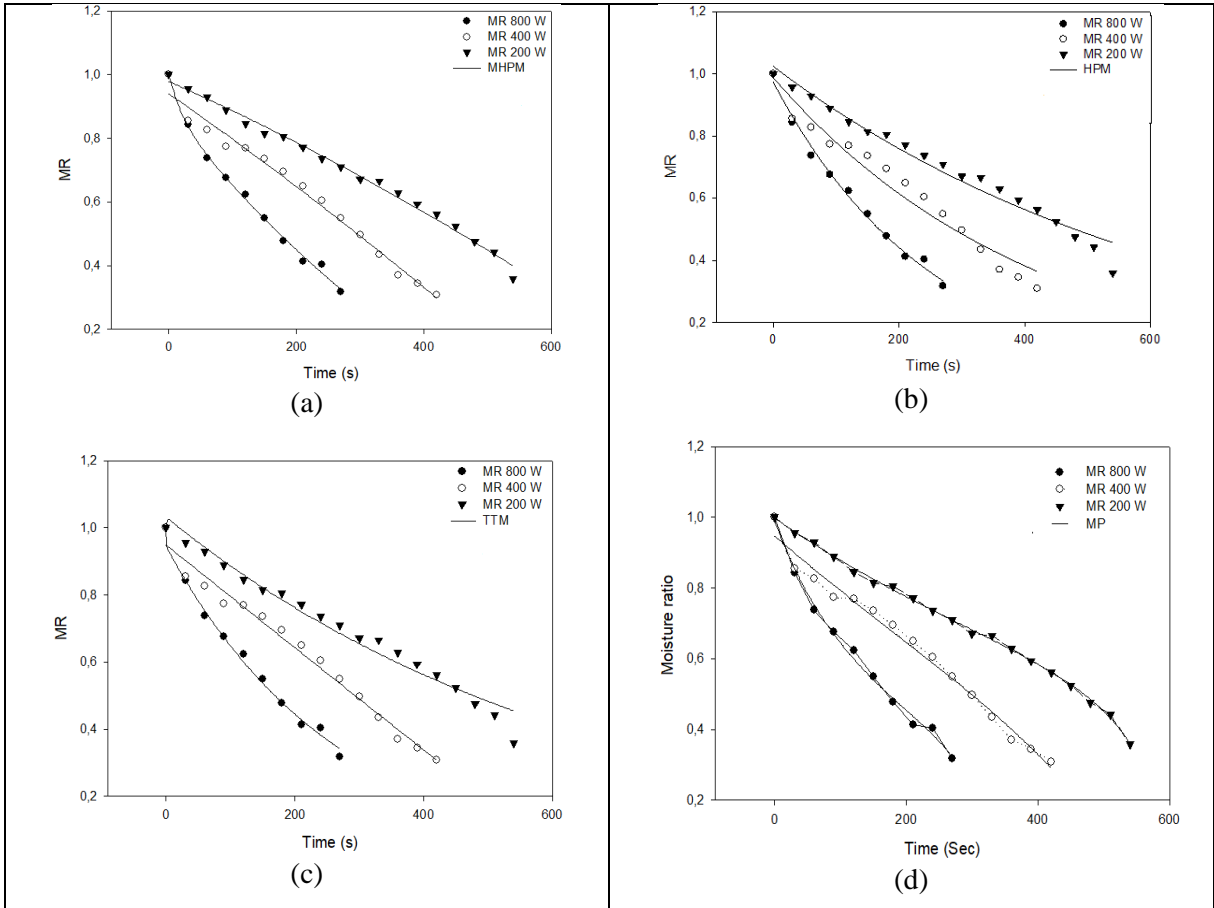 1,2
MR 800 W
MR 400 W
MR 200 W
MHPM
1,0
0,8
MR
0,6
0,4
0,2
0
200
400
600
Time (s)
(a)
1,2
MR 800 W
MR 400 W
MR 200 W
HPM
1,0
0,8
MR
0,6
0,4
0,2
0
200
400
600
Time (s)
(b)
1,2
MR 800 W
MR 400 W
MR 200 W
TTM
1,0
0,8
MR
0,6
0,4
0,2
0
200
400
600
Time (s)
(c)
1,2
MR 800 W
MR 400 W
MR 200 W
MP
1,0
0,8
Moisture ratio
0,6
0,4
0,2
0
200
400
600
Time (Sec)
(d)